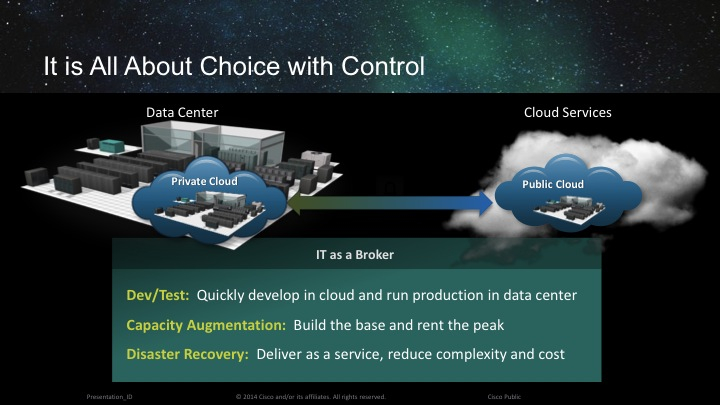 It is All About Choice with Control
Data Center
Cloud Services
Private Cloud
Public Cloud
IT as a Broker
Dev/Test: Quickly develop in cloud and run production in data center
Capacity Augmentation: Build the base and rent the peak
Disaster Recovery: Deliver as a service, reduce complexity and cost
Presentation_ID
© 2014 Cisco and/or its affiliates. All rights reserved.
Cisco Public